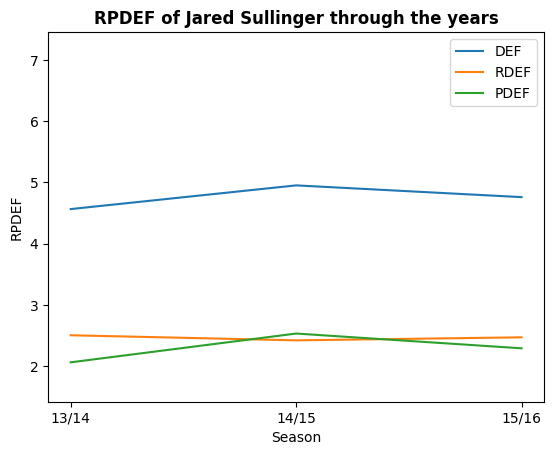 RPDEF of Jared Sullinger through the years
DEF
RDEF
PDEF
7
6
5
4
3
2
RPDEF
13/14
14/15
15/16
Season